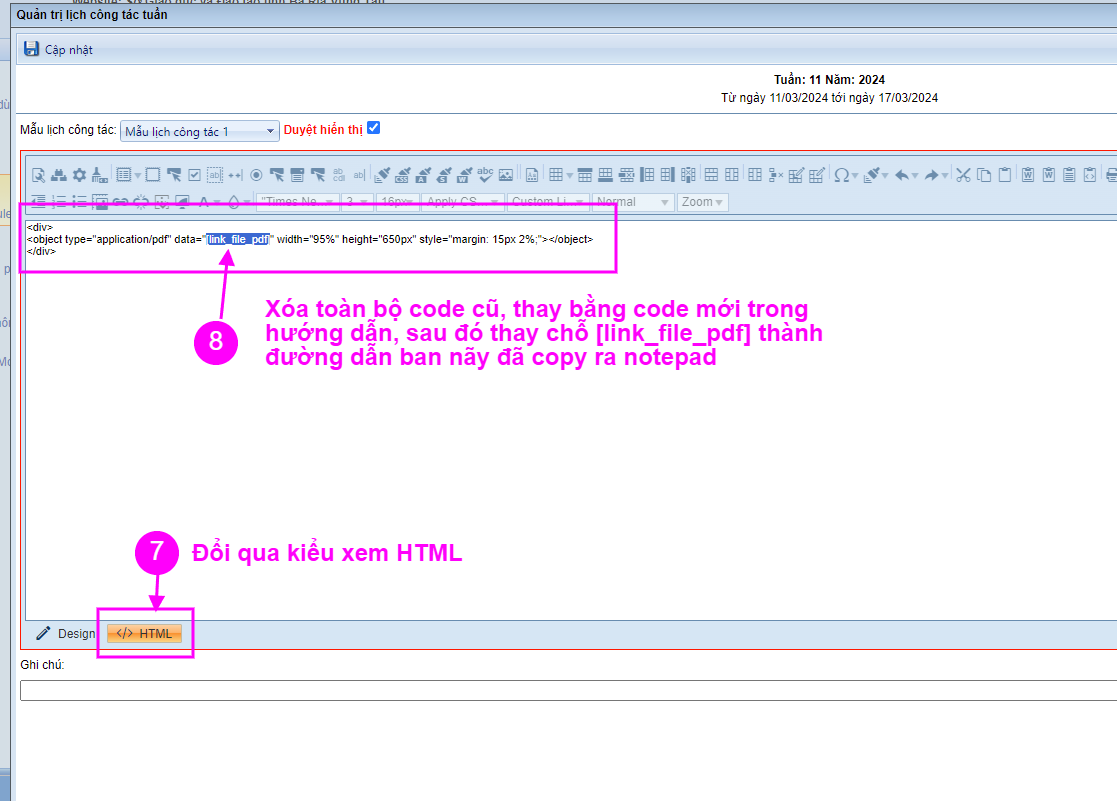 Quản trị lịch công tác tuần
Cập nhật
Tuần: 11 Năm: 2024
Từ ngày 11/03/2024 tới ngày 17/03/2024
Mẫu lịch công tác: Mẫu lịch công tác 1 Duyệt hiển thị
"Times Ne... 3 16px Apply CS... Custom Li... Normal Zoom
<div>
<object type="application/pdf" data="[link_file_pdf]" width="95%" height="650px" style="margin: 15px 2%;"></object>
</div>
8
Xóa toàn bộ code cũ, thay bằng code mới trong
hướng dẫn, sau đó thay chỗ [link_file_pdf] thành
đường dẫn ban nãy đã copy ra notepad
7 Đổi qua kiểu xem HTML
Design </> HTML
Ghi chú: